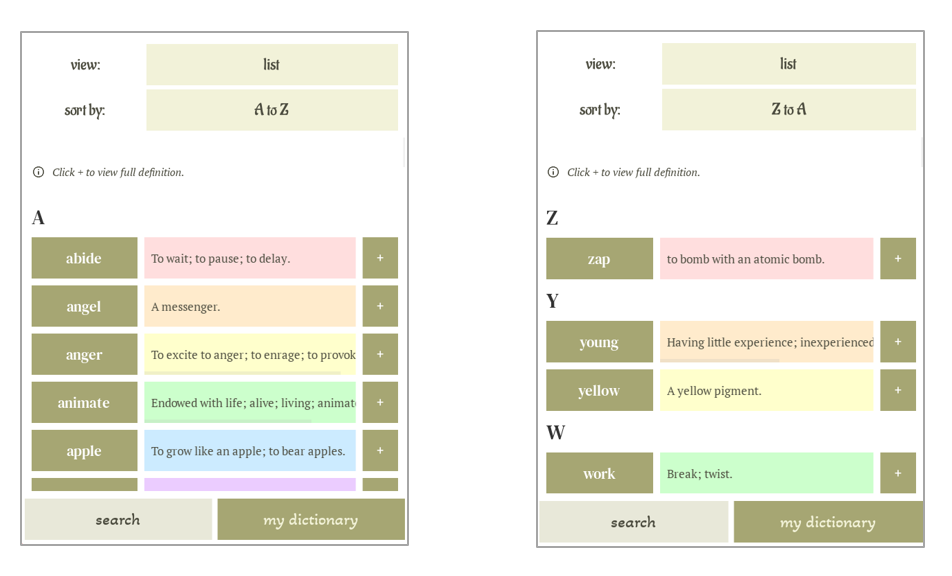 view:
list
sort by:
A to Z
Click + to view full definition.
A
abide
To wait; to pause; to delay.
+
angel
A messenger.
+
anger
To excite to anger; to enrage; to provok
+
animate
Endowed with life; alive; living; animat
+
apple
To grow like an apple; to bear apples.
+
search
my dictionary
view:
list
sort by:
Z to A
Click + to view full definition.
Z
zap
to bomb with an atomic bomb.
+
Y
young
Having little experience; inexperienced
+
yellow
A yellow pigment.
+
W
work
Break; twist.
+
search
my dictionary